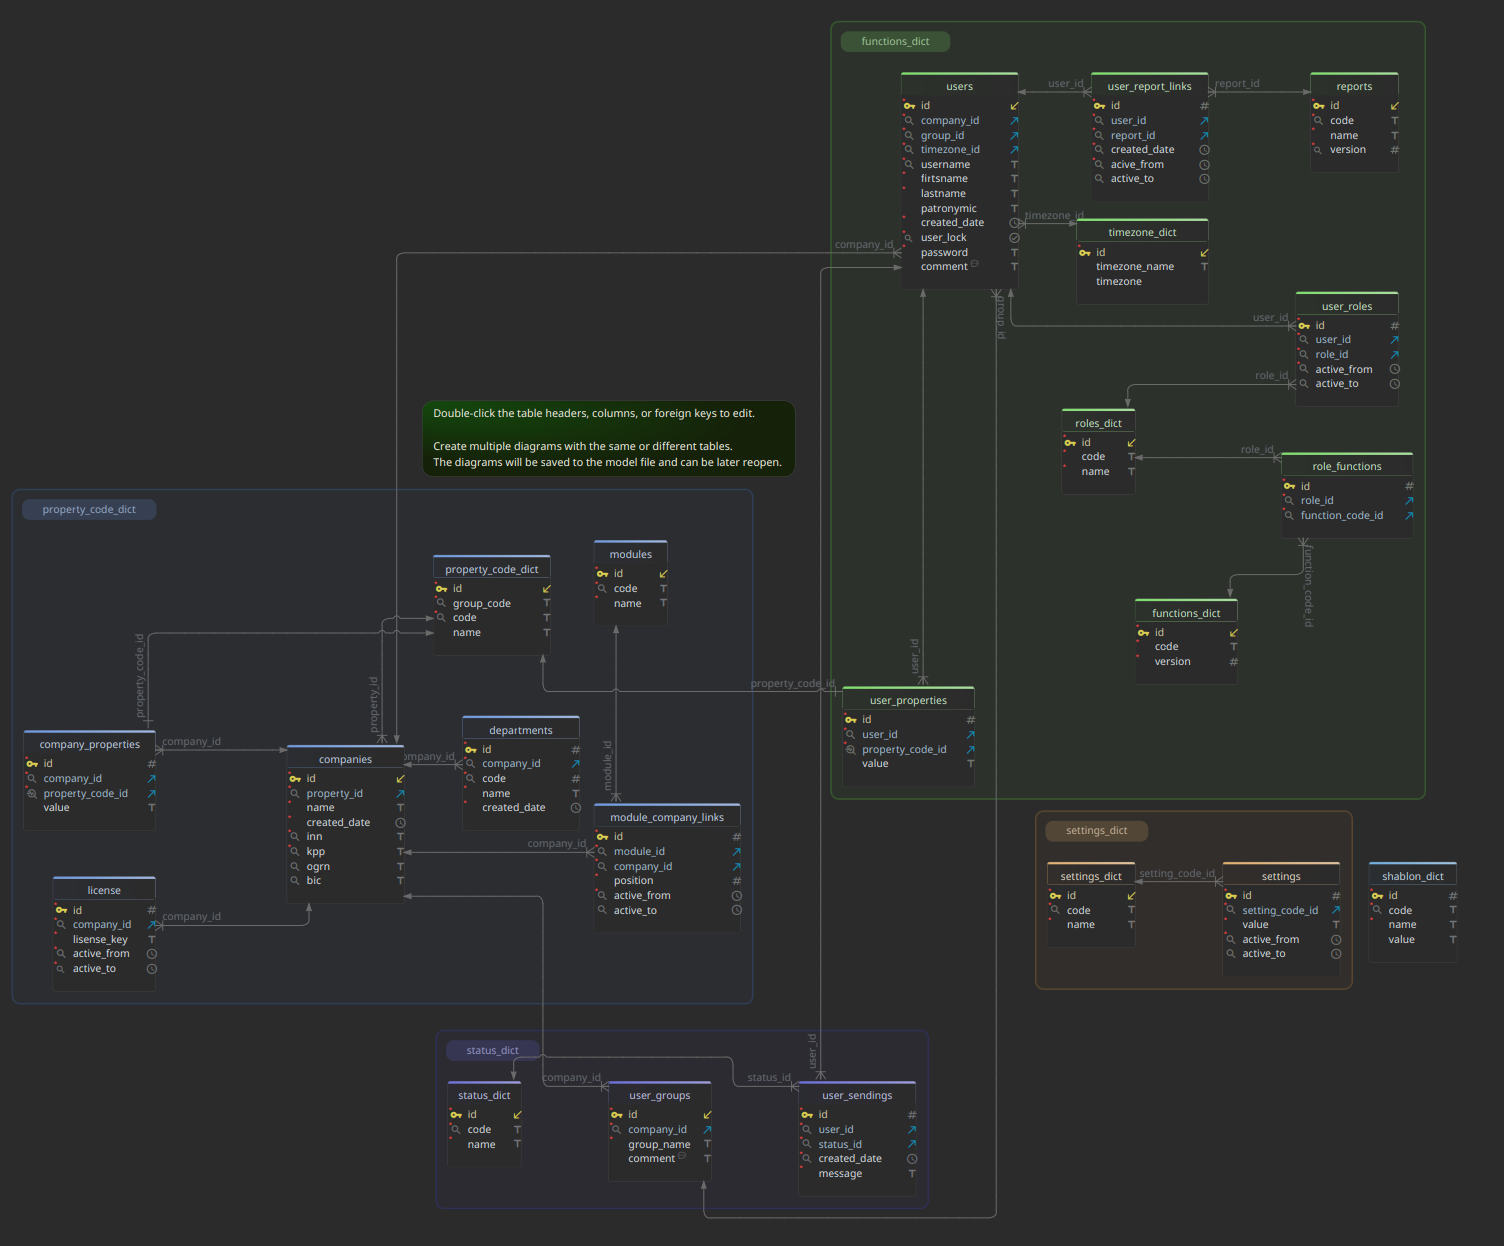 functions_dict
users
id
company_id
group_id
timezone_id
username
firtsname
lastname
patronymic
created_date
user_lock
password
comment
user_id
user_report_links
id
user_id
report_id
created_date
acive_from
active_to
report_id
reports
id
code
name
version
timezone_id
timezone_dict
id
timezone_name
timezone
company_id
group_id
user_id
user_roles
id
user_id
role_id
active_from
active_to
role_id
roles_dict
id
code
name
role_id
role_functions
id
role_id
function_code_id
function_code_id
functions_dict
id
code
version
user_id
property_code_id
user_properties
id
user_id
property_code_id
value
Double-click the table headers, columns, or foreign keys to edit.
Create multiple diagrams with the same or different tables.
The diagrams will be saved to the model file and can be later reopen.
property_code_dict
property_code_dict
id
group_code
code
name
modules
id
code
name
property_code_id
property_id
company_properties
id
company_id
property_code_id
value
company_id
companies
id
property_id
name
created_date
inn
kpp
ogrn
bic
ompany_id
departments
id
company_id
code
name
created_date
module_id
module_company_links
id
module_id
company_id
position
active_from
active_to
company_id
license
id
company_id
lisense_key
active_from
active_to
company_id
settings_dict
settings_dict
id
code
name
setting_code_id
settings
id
setting_code_id
value
active_from
active_to
shablon_dict
id
code
name
value
status_dict
status_dict
id
code
name
company_id
user_groups
id
company_id
group_name
comment
status_id
user_id
user_sendings
id
user_id
status_id
created_date
message